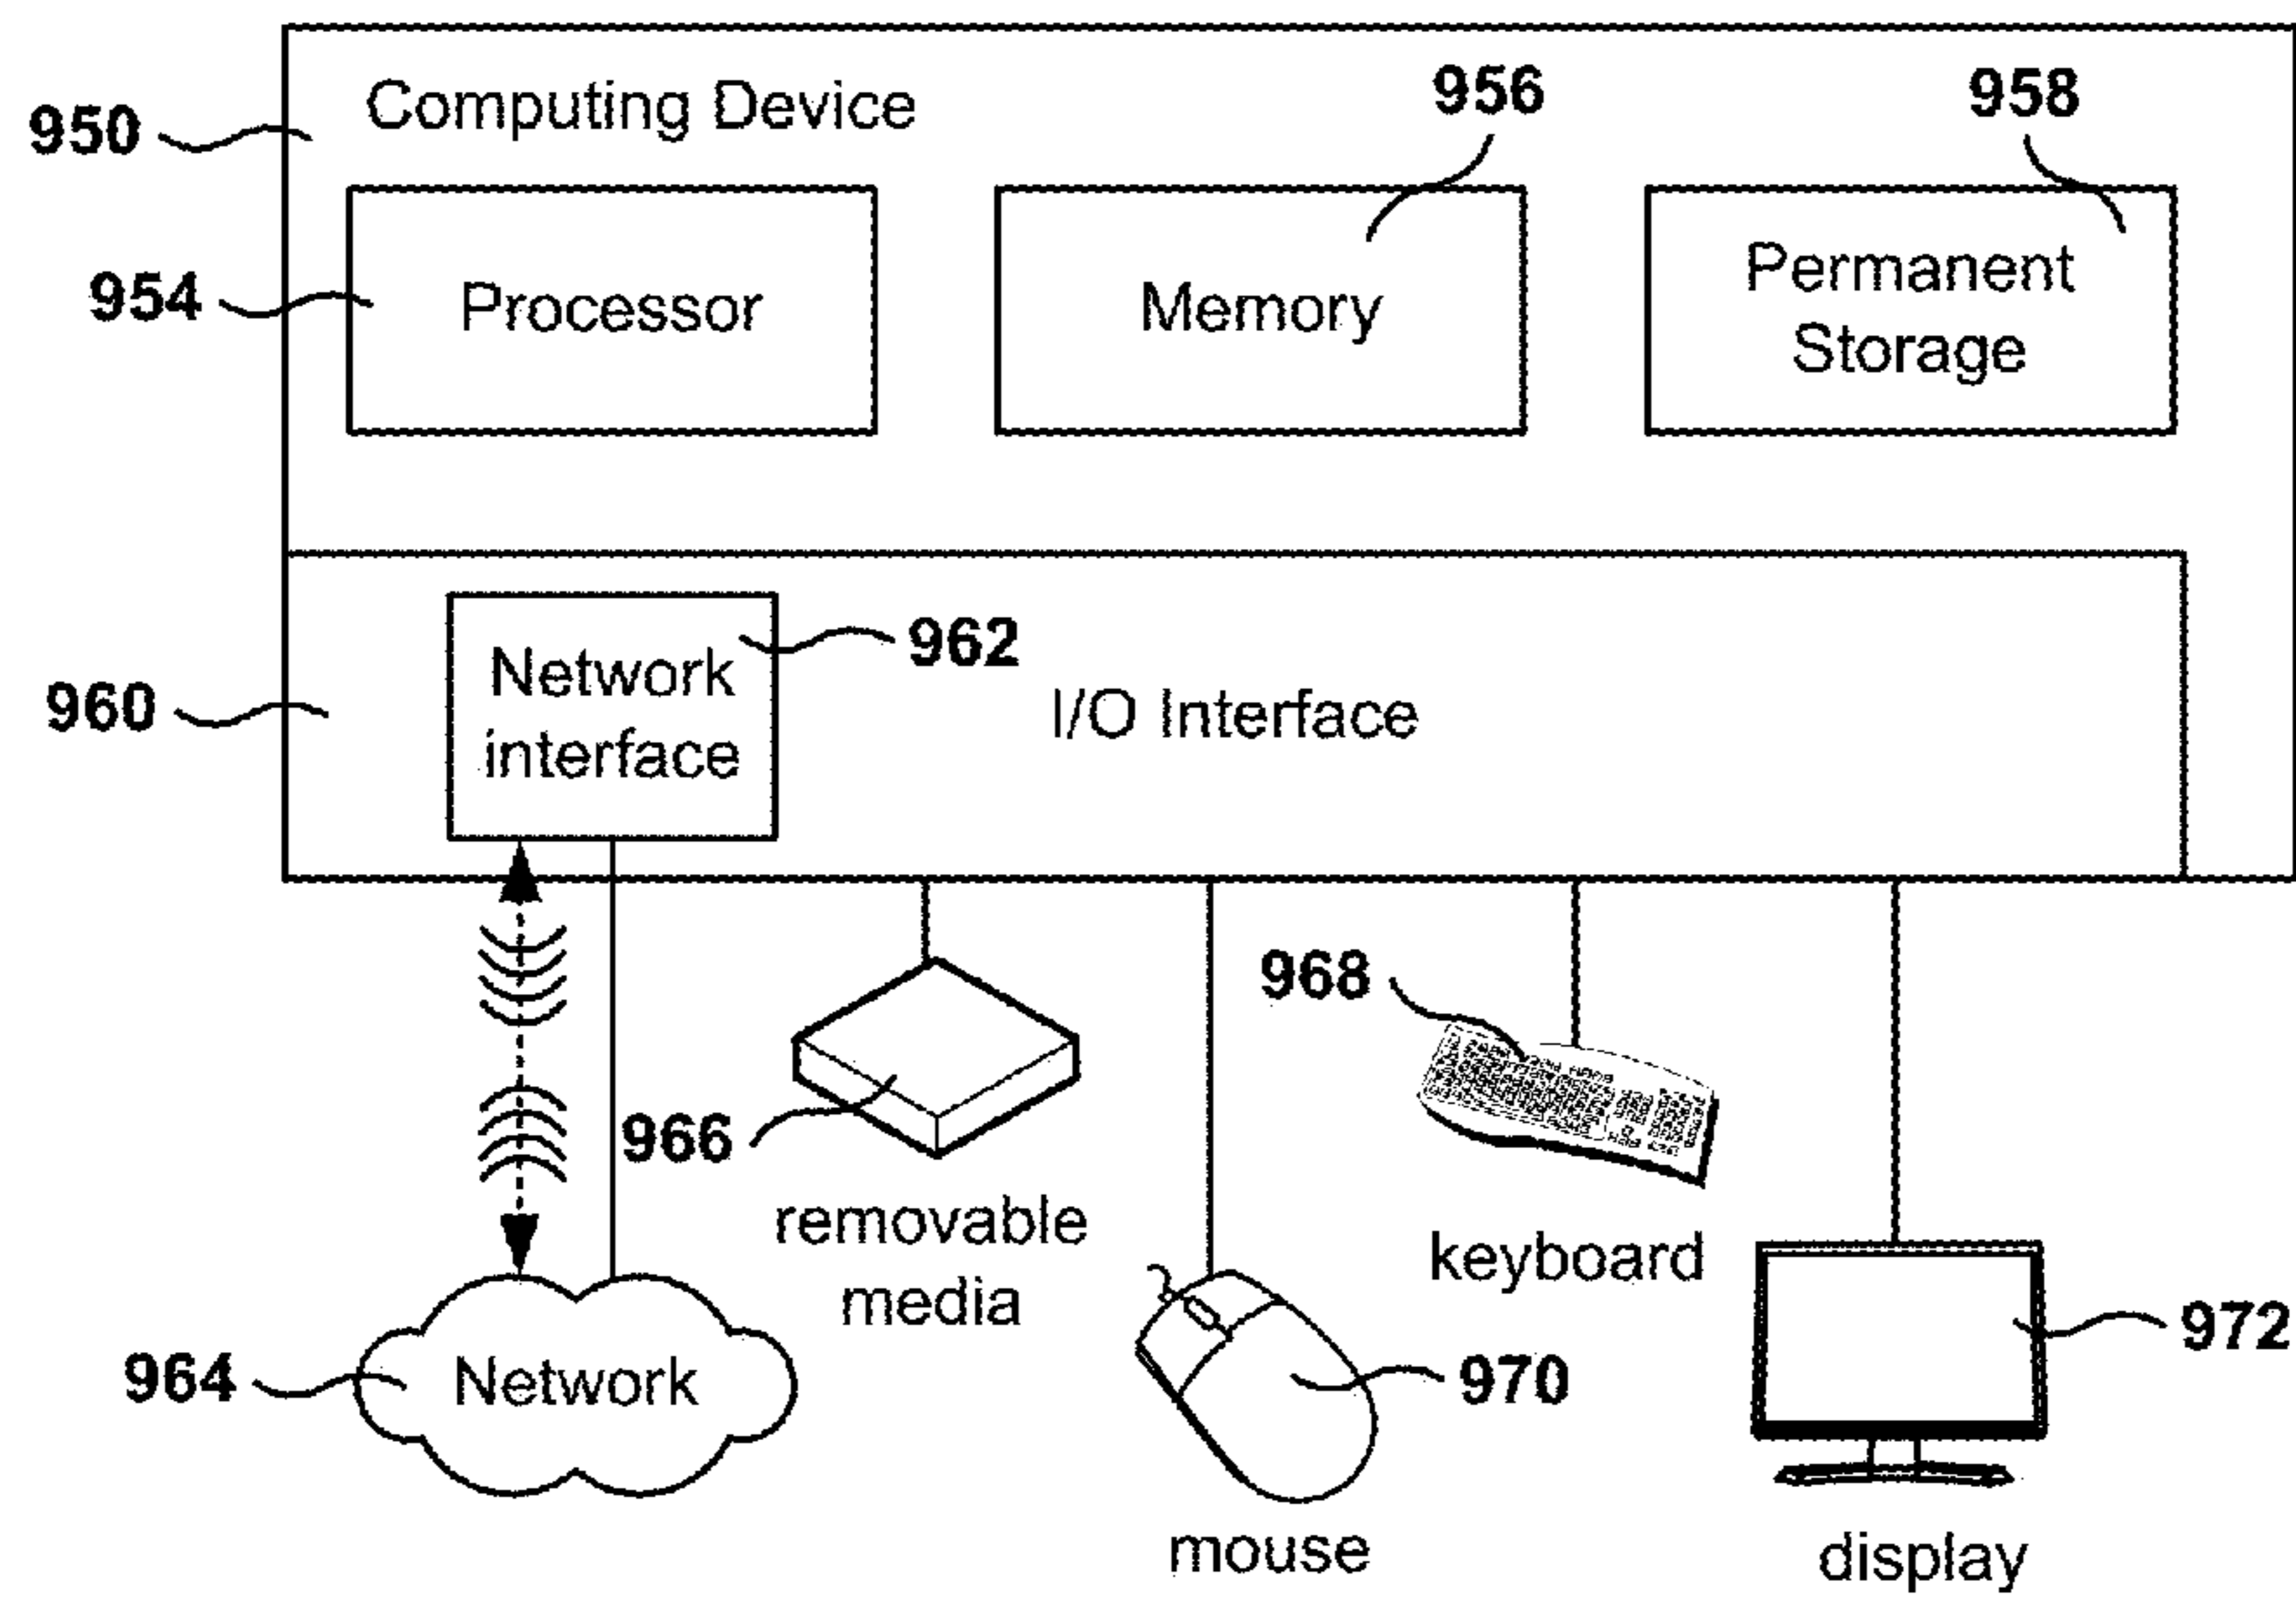 956
958
950
Computing Device
954
Processor
Memory
Permanent
Storage
962
Network
interface
960
I/O Interface
968
966
removable
media
keyboard
972
964
Network
970
mouse
display